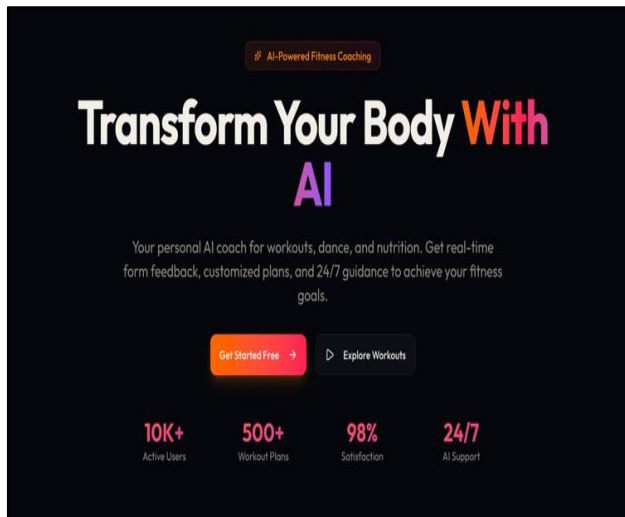 AI-Powered Fitness Coaching
Transform Your Body With
AI
Your personal AI coach for workouts, dance, and nutrition. Get real-time
form feedback, customized plans, and 24/7 guidance to achieve your fitness
goals.
Get Started Free → Explore Workouts
10K+ 500+ 98% 24/7
Active Users Workout Plans Satisfaction AI Support